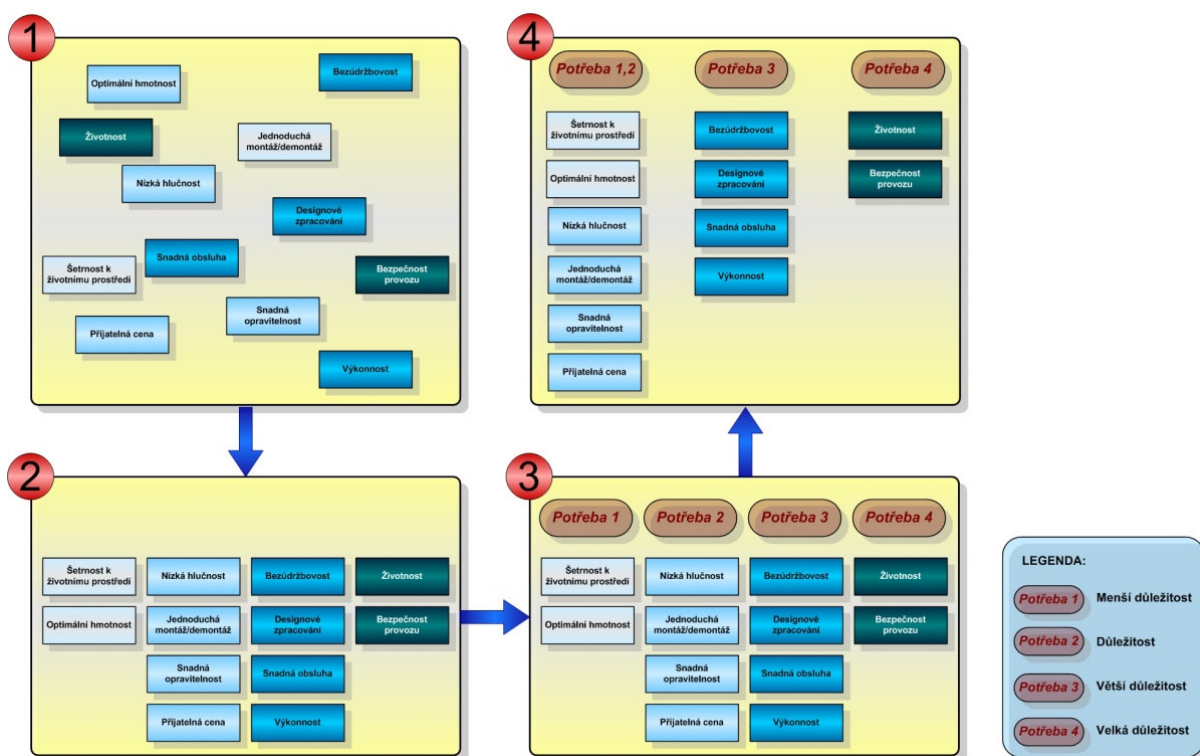 1
Optimální hmotnost
Bezúdržbovost
Životnost
Jednoduchá
montáž/demontáž
Nízká hlučnost
Designové
zpracování
Snadná obsluha
Šetrnost k
životnímu prostředí
Bezpečnost
provozu
Snadná
opravitelnost
Přijatelná cena
Výkonnost
4
Potřeba 1,2
Potřeba 3
Potřeba 4
Šetrnost k
životnímu prostředí
Bezúdržbovost
Životnost
Optimální hmotnost
Designové
zpracování
Bezpečnost
provozu
Nízká hlučnost
Snadná obsluha
Jednoduchá
montáž/demontáž
Výkonnost
Snadná
opravitelnost
Přijatelná cena
2
Šetrnost k
životnímu prostředí
Nízká hlučnost
Bezúdržbovost
Životnost
Optimální hmotnost
Jednoduchá
montáž/demontáž
Designové
zpracování
Bezpečnost
provozu
Snadná
opravitelnost
Snadná obsluha
Přijatelná cena
Výkonnost
3
Potřeba 1
Potřeba 2
Potřeba 3
Potřeba 4
Šetrnost k
životnímu prostředí
Nízká hlučnost
Bezúdržbovost
Životnost
Optimální hmotnost
Jednoduchá
montáž/demontáž
Designové
zpracování
Bezpečnost
provozu
Snadná
opravitelnost
Snadná obsluha
Přijatelná cena
Výkonnost
LEGENDA:
Potřeba 1 Menší důležitost
Potřeba 2 Důležitost
Potřeba 3 Větší důležitost
Potřeba 4 Velká důležitost